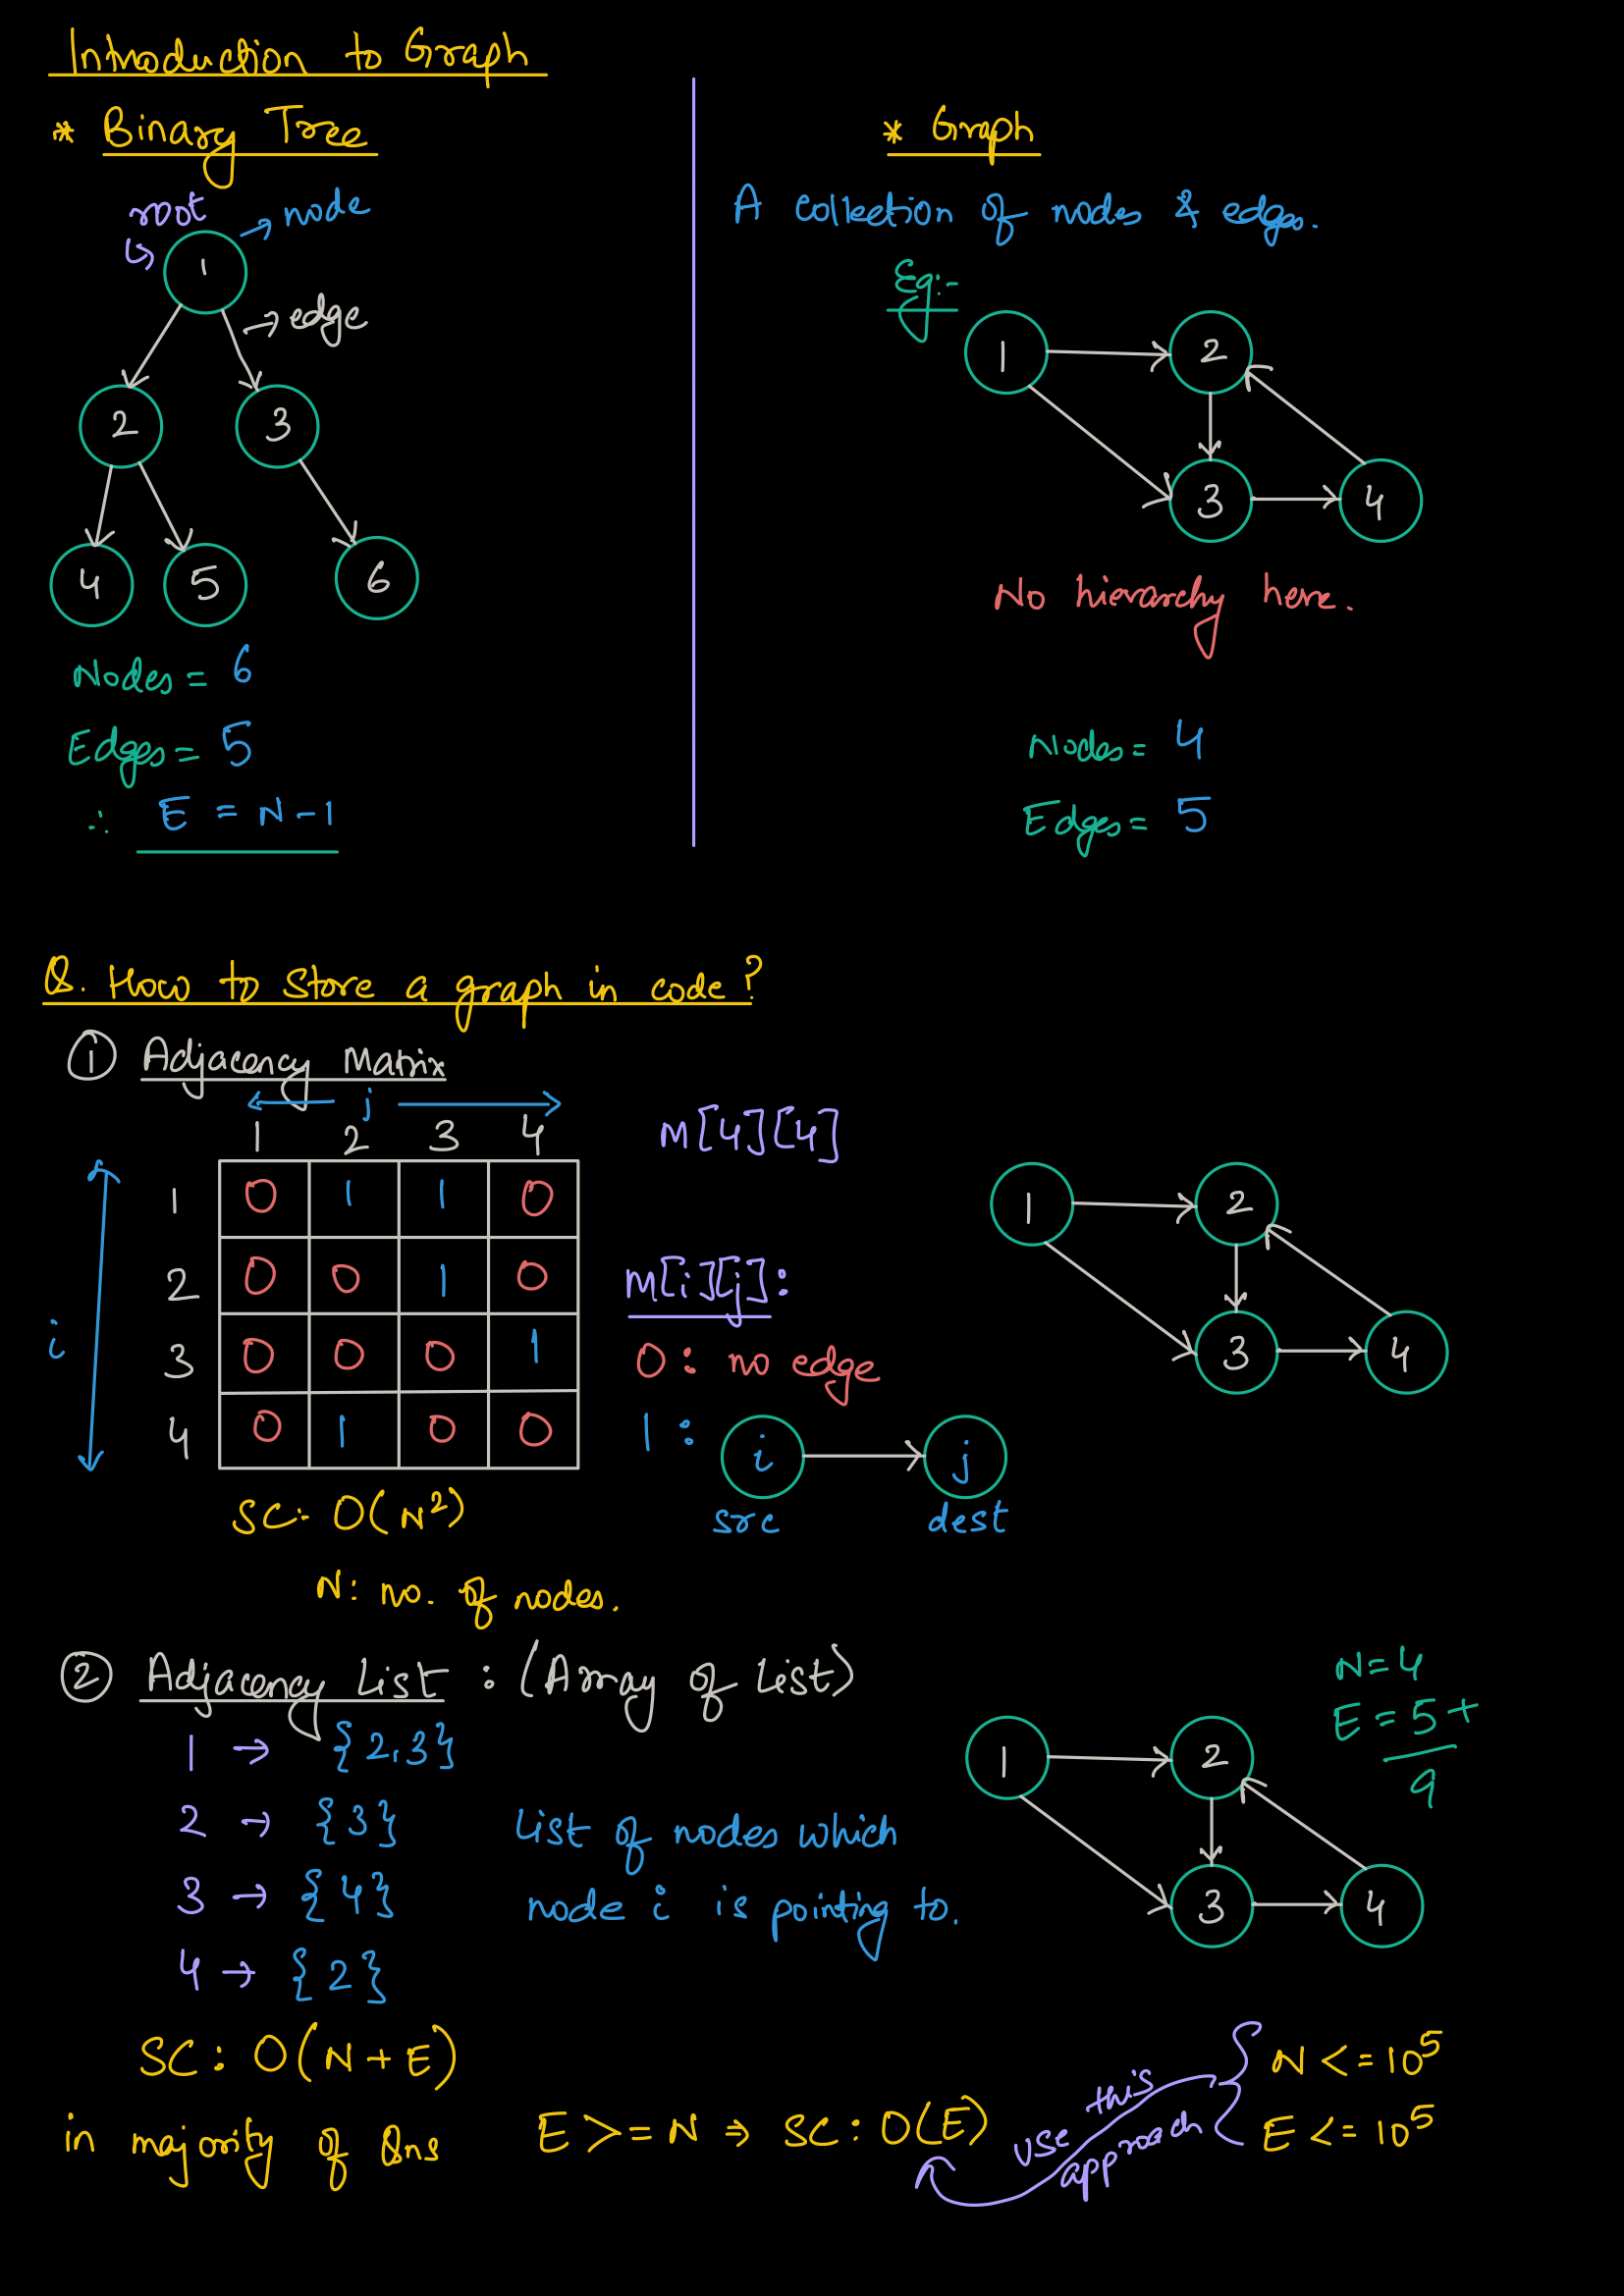 Introduction to Graph
* Binary Tree
root
node
1
edge
2 3
4 5 6
Nodes = 6
Edges = 5
∴ E = N-1
* Graph
A collection of nodes & edges.
Eg:-
1 2
3 4
No hierarchy here.
Nodes = 4
Edges = 5
Q. How to store a graph in code?
① Adjacency Matrix
j
1 2 3 4
i
1 0 1 1 0
2 0 0 1 0
3 0 0 0 1
4 0 1 0 0
SC:- O(N²)
N: no. of nodes.
M[4][4]
M[i][j]:
0: no edge
1: i → j
src dest
1 2
3 4
② Adjacency List : (Array of List)
1 → {2,3}
2 → {3}
3 → {4}
4 → {2}
List of nodes which
node i is pointing to.
N=4
E = 5+
9
1 2
3 4
SC: O(N+E)
in majority of Qns E >= N ⇒ SC: O(E)
use this
approach
N <= 10⁵
E <= 10⁵